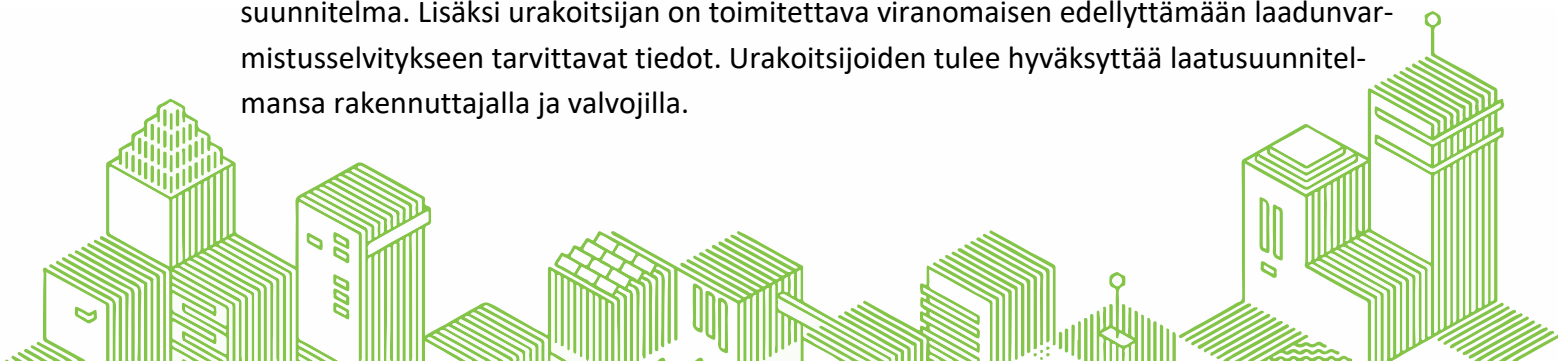 suunnitelma. Lisäksi urakoitsijan on toimitettava viranomaisen edellyttämään laadunvar-
mistusselvitykseen tarvittavat tiedot. Urakoitsijoiden tulee hyväksyttää laatusuunnitel-
mansa rakennuttajalla ja valvojilla.